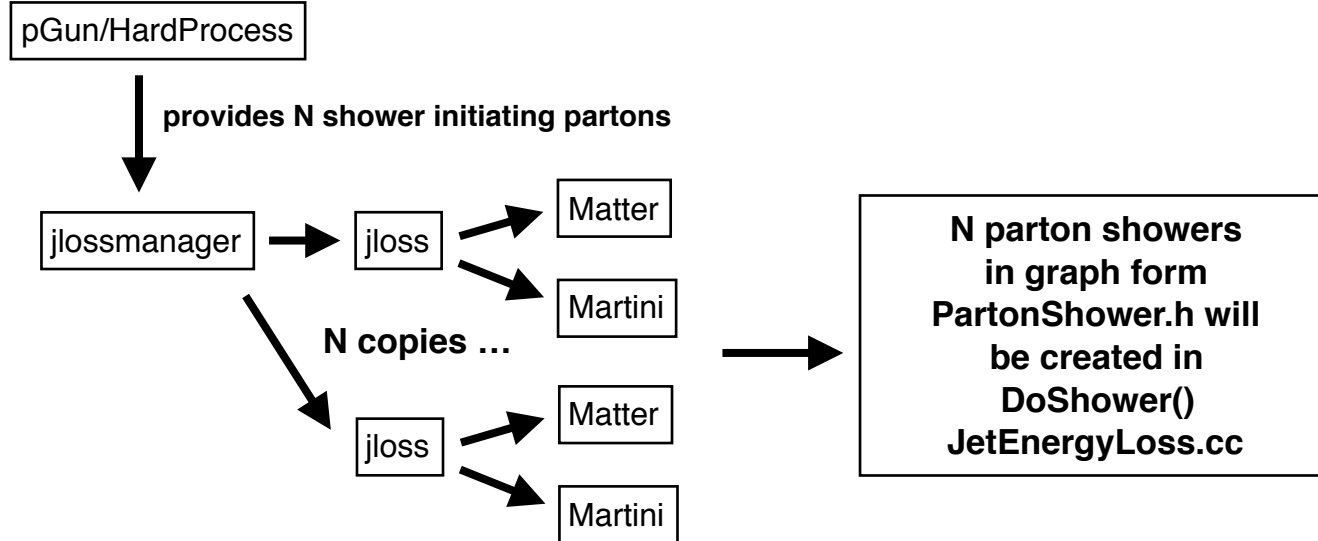 pGun/HardProcess
provides N shower initiating partons
jlossmanager
jloss
Matter
Martini
N copies …
jloss
Matter
Martini
N parton showers
in graph form
PartonShower.h will
be created in
DoShower()
JetEnergyLoss.cc